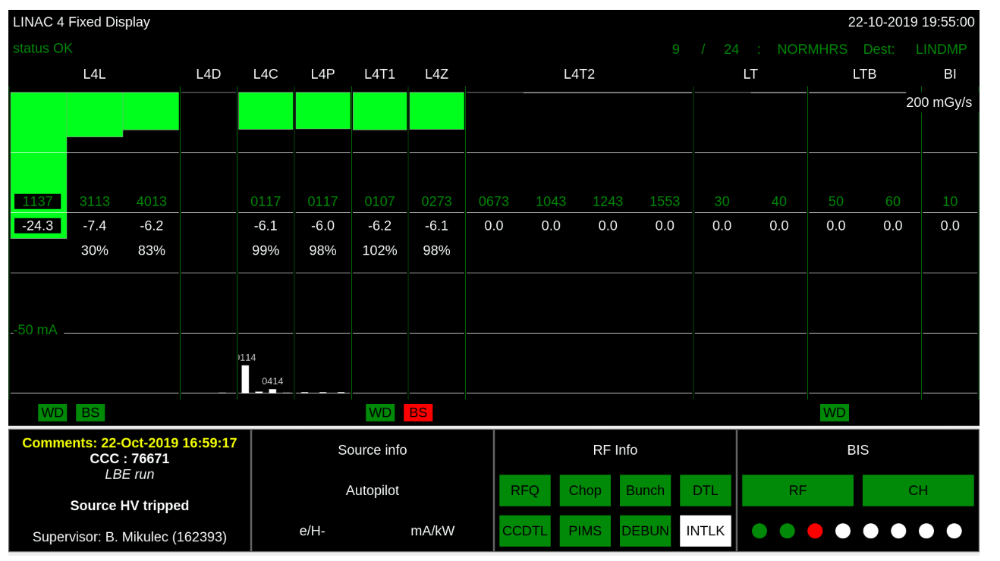 LINAC 4 Fixed Display 22-10-2019 19:55:00
status OK 9 / 24 : NORMHRS Dest: LINDMP
L4L L4D L4C L4P L4T1 L4Z L4T2 LT LTB BI
200 mGy/s
1137 3113 4013 0117 0117 0107 0273 0673 1043 1243 1553 30 40 50 60 10
-24.3 -7.4 -6.2 -6.1 -6.0 -6.2 -6.1 0.0 0.0 0.0 0.0 0.0 0.0 0.0 0.0 0.0
30% 83% 99% 98% 102% 98%
-50 mA
0114
0414
WD BS WD BS WD
Comments: 22-Oct-2019 16:59:17
CCC : 76671
LBE run
Source HV tripped
Supervisor: B. Mikulec (162393)
Source info
Autopilot
e/H- mA/kW
RF Info
RFQ Chop Bunch DTL
CCDTL PIMS DEBUN INTLK
BIS
RF CH